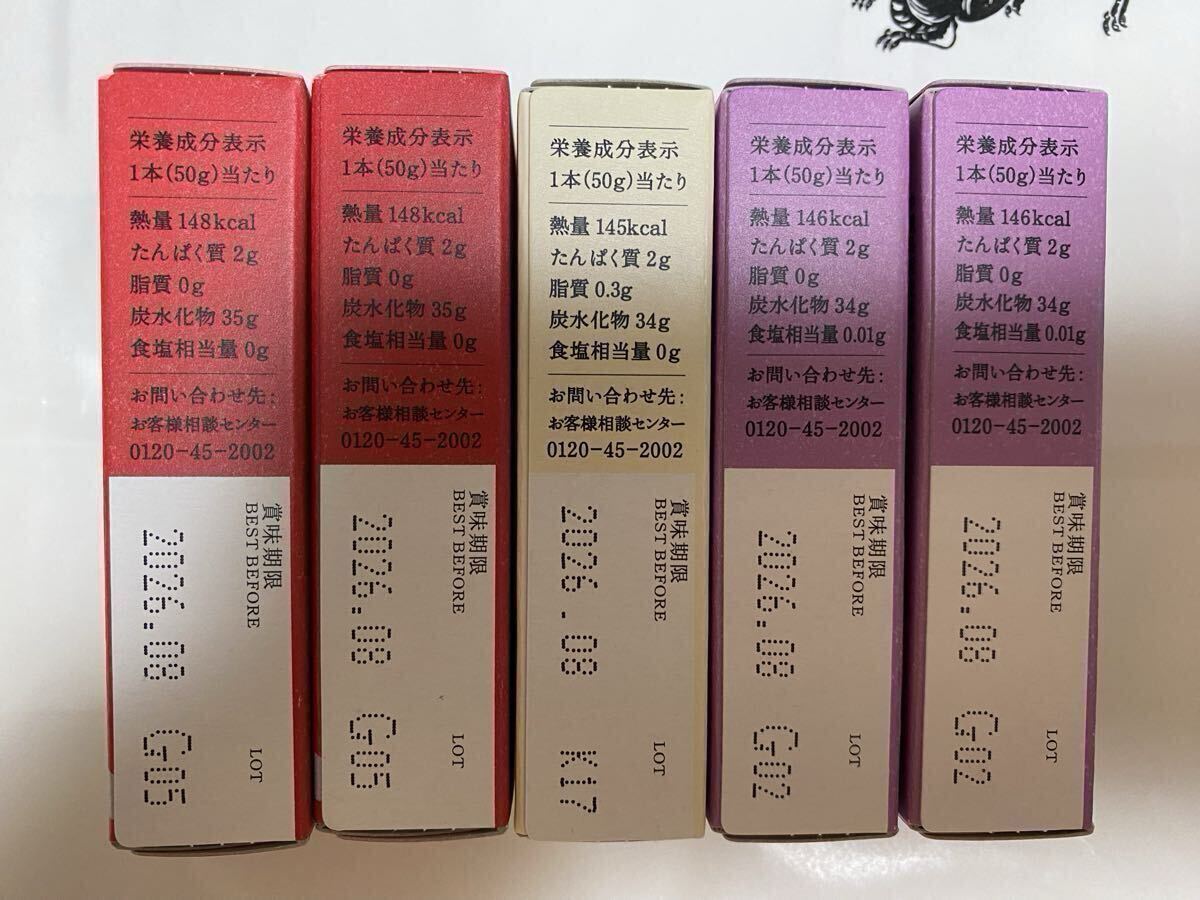 栄養成分表示
1本(50g)当たり
熱量 148kcal
たんぱく質 2g
脂質 0g
炭水化物 35g
食塩相当量 0g
お問い合わせ先:
お客様相談センター
0120-45-2002
賞味期限
BEST BEFORE
2026.08
LOT
G05
栄養成分表示
1本(50g)当たり
熱量 148kcal
たんぱく質 2g
脂質 0g
炭水化物 35g
食塩相当量 0g
お問い合わせ先:
お客様相談センター
0120-45-2002
賞味期限
BEST BEFORE
2026.08
LOT
G05
栄養成分表示
1本(50g)当たり
熱量 145kcal
たんぱく質 2g
脂質 0.3g
炭水化物 34g
食塩相当量 0g
お問い合わせ先:
お客様相談センター
0120-45-2002
賞味期限
BEST BEFORE
2026.08
LOT
K17
栄養成分表示
1本(50g)当たり
熱量 146kcal
たんぱく質 2g
脂質 0g
炭水化物 34g
食塩相当量 0.01g
お問い合わせ先:
お客様相談センター
0120-45-2002
賞味期限
BEST BEFORE
2026.08
LOT
G02
栄養成分表示
1本(50g)当たり
熱量 146kcal
たんぱく質 2g
脂質 0g
炭水化物 34g
食塩相当量 0.01g
お問い合わせ先:
お客様相談センター
0120-45-2002
賞味期限
BEST BEFORE
2026.08
LOT
G02